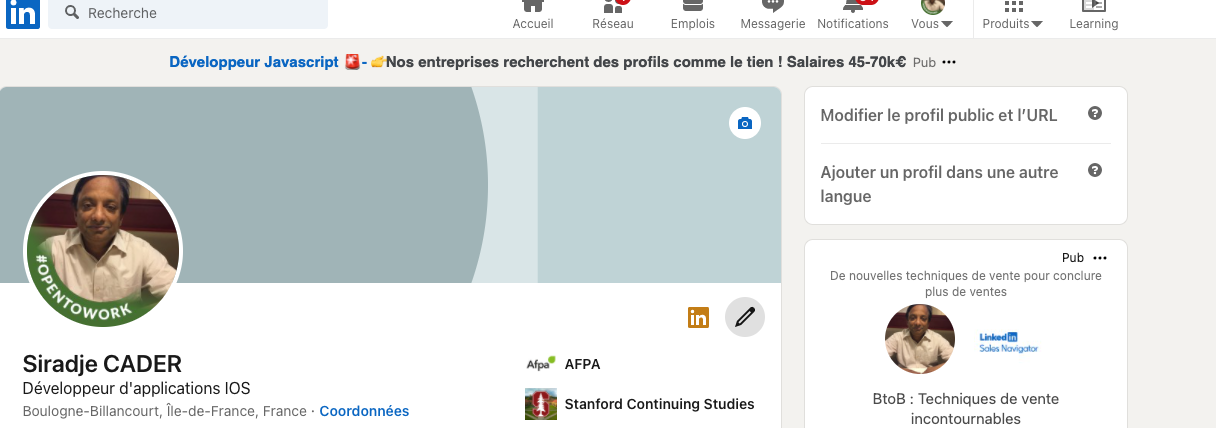 in
Recherche
Accueil
Réseau
Emplois
Messagerie
Notifications
Vous
Produits
Learning
Développeur Javascript 🚨- 🧀Nos entreprises recherchent des profils comme le tien ! Salaires 45-70k€ Pub •••
#OPENTOWORK
in
Siradje CADER
Développeur d'applications IOS
Boulogne-Billancourt, Île-de-France, France · Coordonnées
Afpa AFPA
Stanford Continuing Studies
Modifier le profil public et l’URL ?
Ajouter un profil dans une autre ?
langue
Pub •••
De nouvelles techniques de vente pour conclure
plus de ventes
Linked in
Sales Navigator
BtoB : Techniques de vente
incontournables